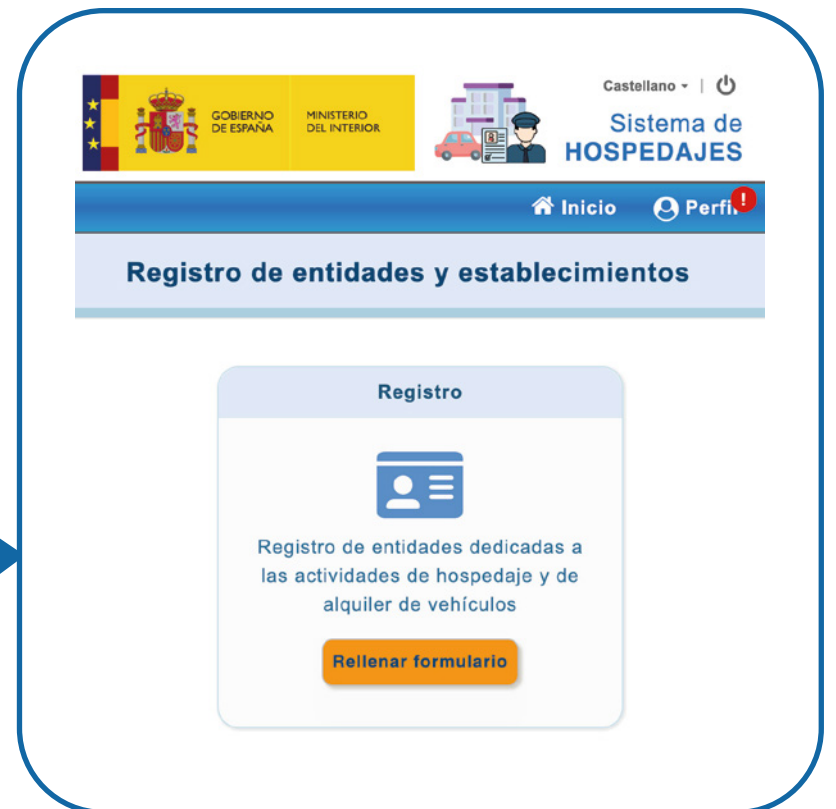 GOBIERNO
DE ESPAÑA
MINISTERIO
DEL INTERIOR
Castellano
Sistema de
HOSPEDAJES
Inicio
Perfil
!
Registro de entidades y establecimientos
Registro
Registro de entidades dedicadas a
las actividades de hospedaje y de
alquiler de vehículos
Rellenar formulario